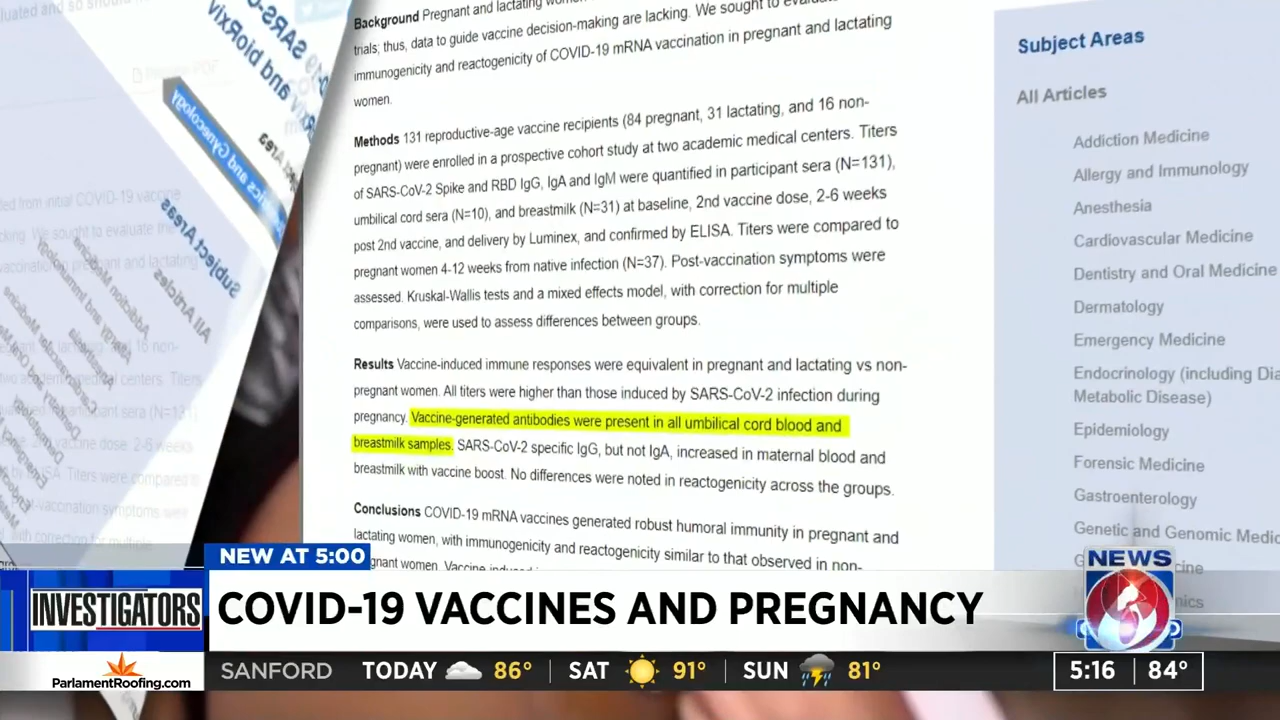 Background Pregnant and lactating
trials; thus, data to guide vaccine decision-making are lacking. We sought to
immunogenicity and reactogenicity of COVID-19 mRNA vaccination in pregnant and lactating
women.
Methods 131 reproductive-age vaccine recipients (84 pregnant, 31 lactating, and 16 non-
pregnant) were enrolled in a prospective cohort study at two academic medical centers. Titers
of SARS-CoV-2 Spike and RBD IgG, IgA and IgM were quantified in participant sera (N=131),
umbilical cord sera (N=10), and breastmilk (N=31) at baseline, 2nd vaccine dose, 2-6 weeks
post 2nd vaccine, and delivery by Luminex, and confirmed by ELISA. Titers were compared to
pregnant women 4-12 weeks from native infection (N=37). Post-vaccination symptoms were
assessed. Kruskal-Wallis tests and a mixed effects model, with correction for multiple
comparisons, were used to assess differences between groups.
Results Vaccine-induced immune responses were equivalent in pregnant and lactating vs non-
pregnant women. All titers were higher than those induced by SARS-CoV-2 infection during
pregnancy. Vaccine-generated antibodies were present in all umbilical cord blood and
breastmilk samples. SARS-CoV-2 specific IgG, but not IgA, increased in maternal blood and
breastmilk with vaccine boost. No differences were noted in reactogenicity across the groups.
Conclusions COVID-19 mRNA vaccines generated robust humoral immunity in pregnant and
lactating women, with immunogenicity and reactogenicity similar to that observed in non-
women.
Subject Areas
All Articles
Addiction Medicine
Allergy and Immunology
Anesthesia
Cardiovascular Medicine
Dentistry and Oral Medicine
Dermatology
Emergency Medicine
Endocrinology (including
Metabolic Disease)
Epidemiology
Forensic Medicine
Gastroenterology
Genetic and Genomic
Subject Areas
All Articles
NEW AT 5:00
INVESTIGATORS
COVID-19 VACCINES AND PREGNANCY
NEWS
ParlamentRoofing.com
SANFORD TODAY 86° SAT 91° SUN 81°
5:16 84°